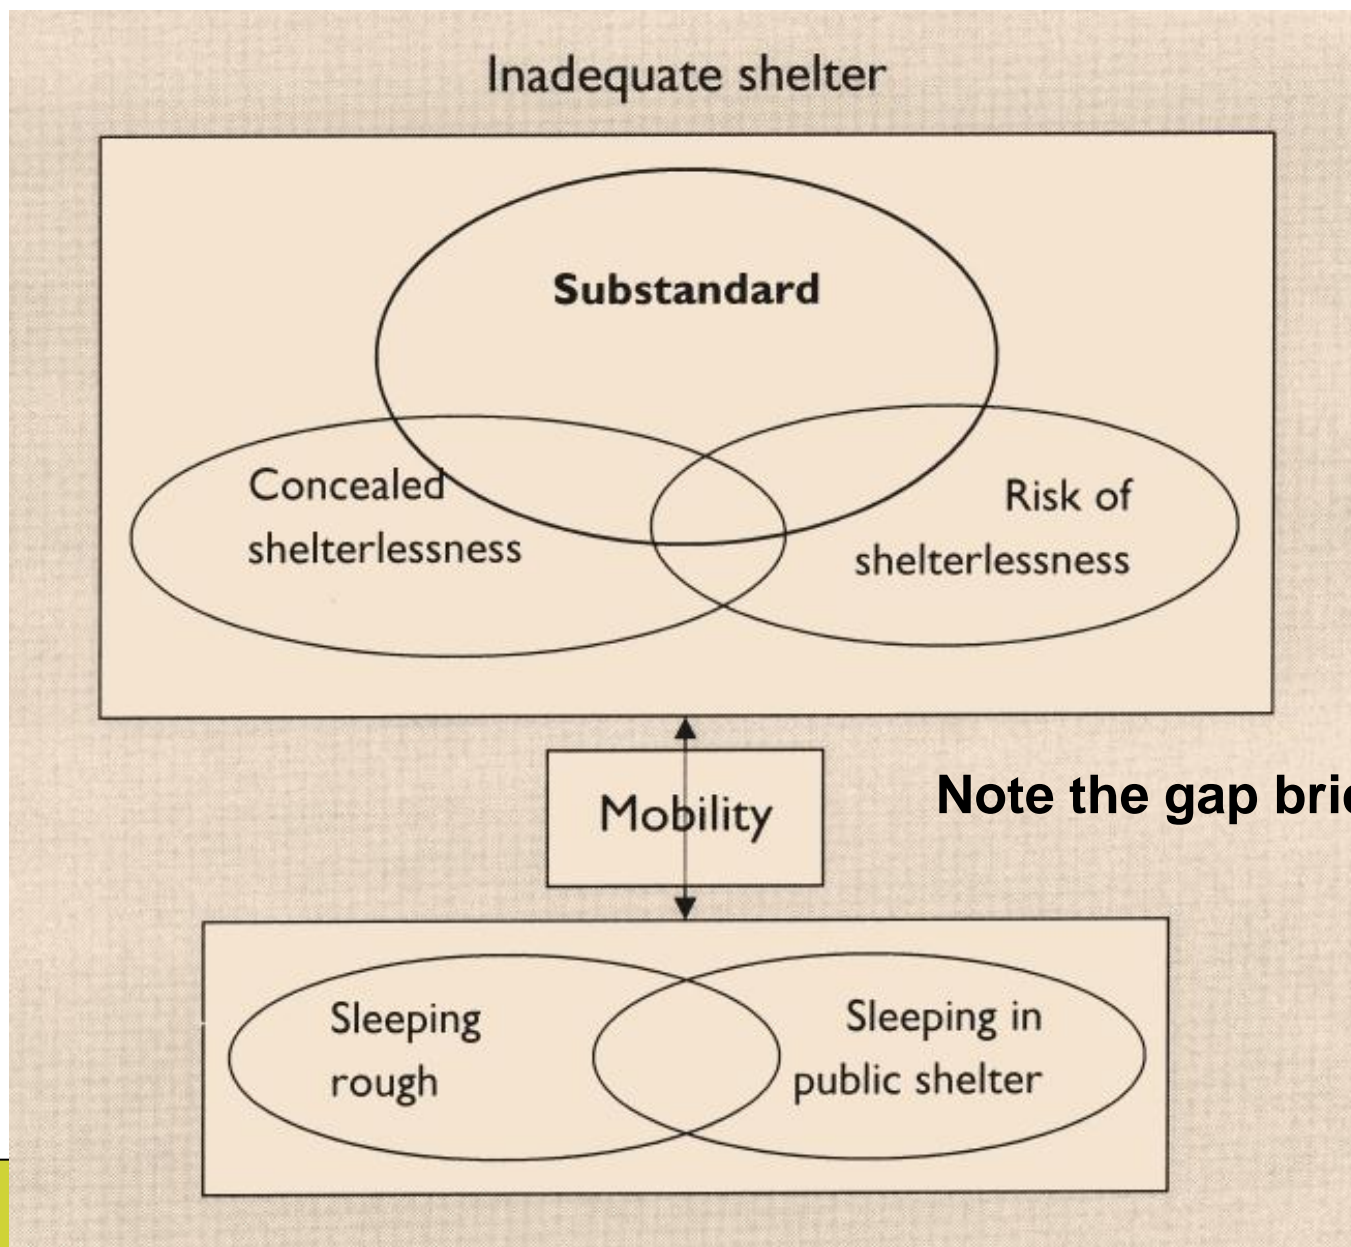 Inadequate shelter
Substandard
Concealed
shelterlessness
Risk of
shelterlessness
Mobility
Note the gap
Sleeping
rough
Sleeping in
public shelter